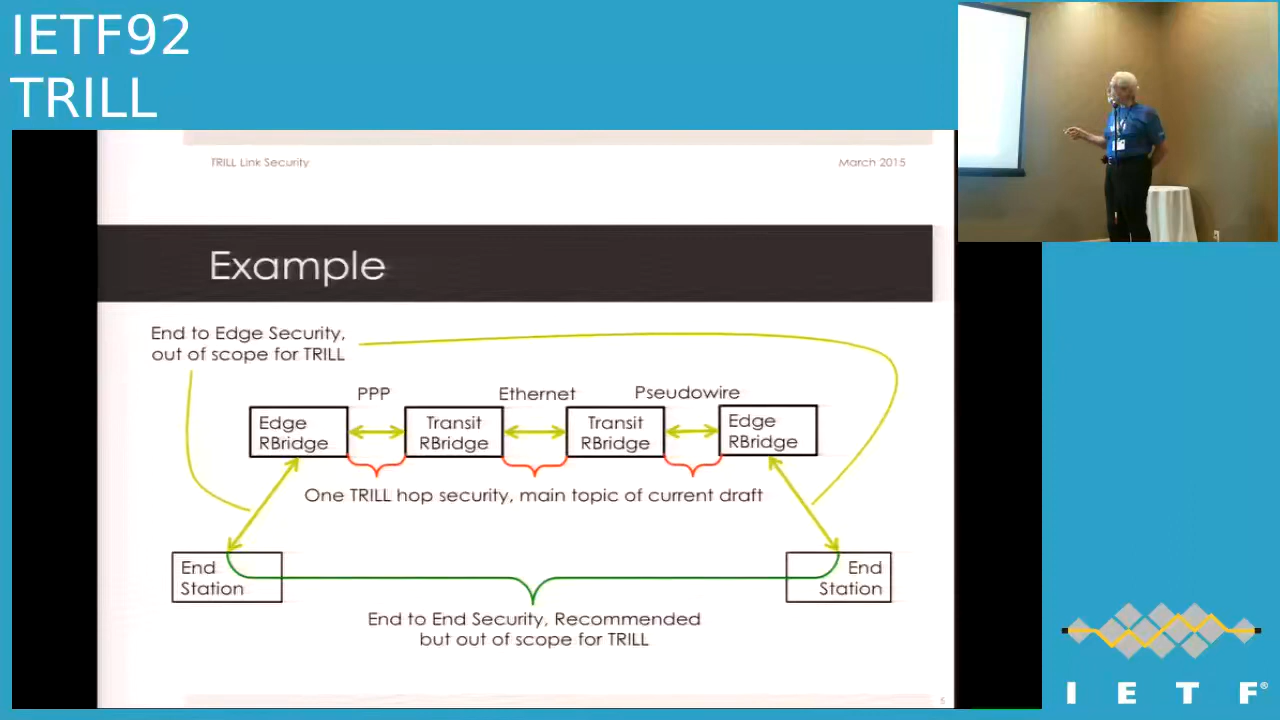 IETF92
TRILL
TRILL Link Security
March 2015
Example
End to Edge Security,
out of scope for TRILL
PPP
Ethernet
Pseudowire
Edge
RBridge
Transit
RBridge
Transit
RBridge
Edge
RBridge
One TRILL hop security, main topic of current draft
End
Station
End
Station
End to End Security, Recommended
but out of scope for TRILL
5
I E T F®